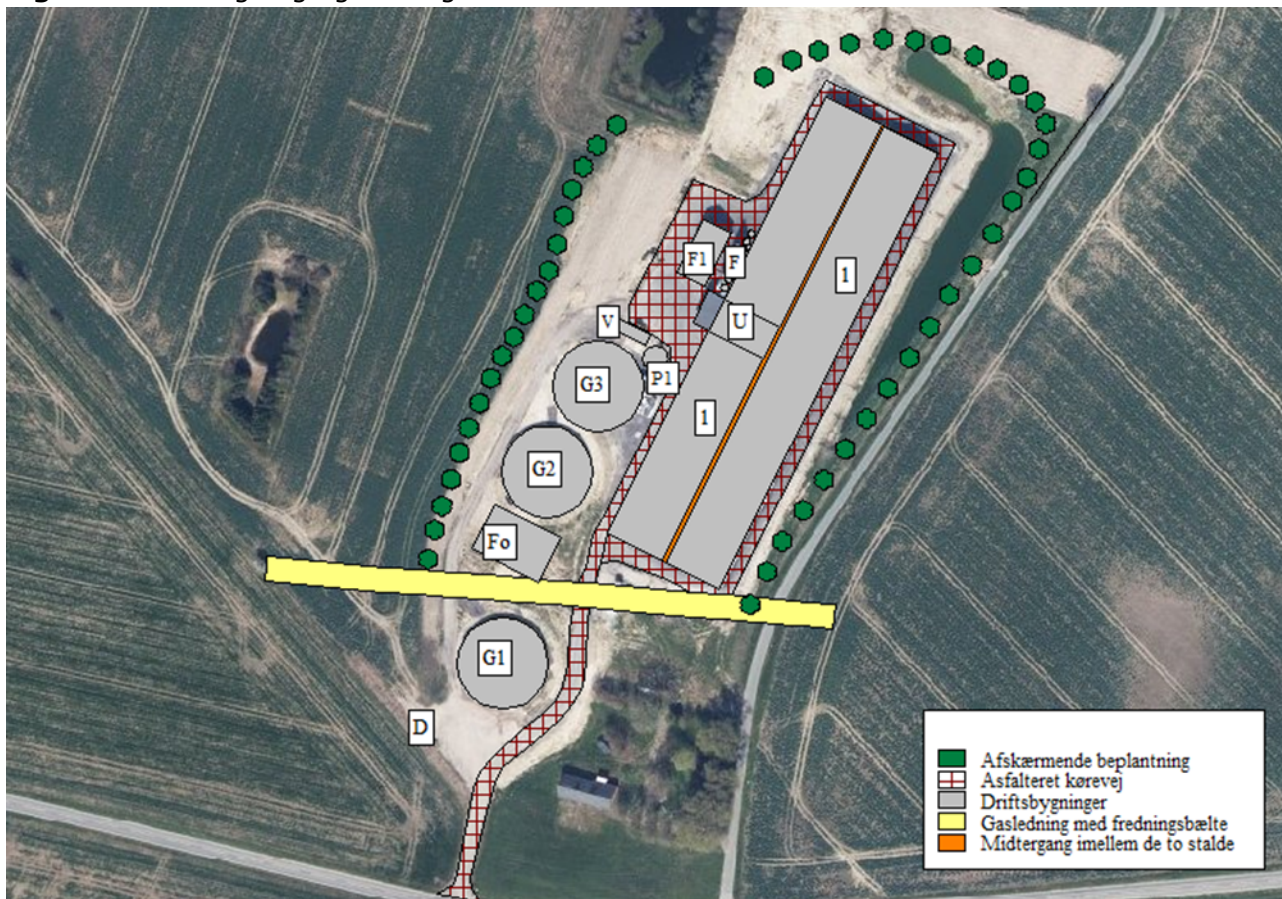 F1
F
1
V
U
G3
P1
1
G2
Fo
G1
D
Afskærmende beplantning
Asfalteret kørevej
Driftsbygninger
Gasledning med fredningsbælte
Midtergang imellem de to stalde